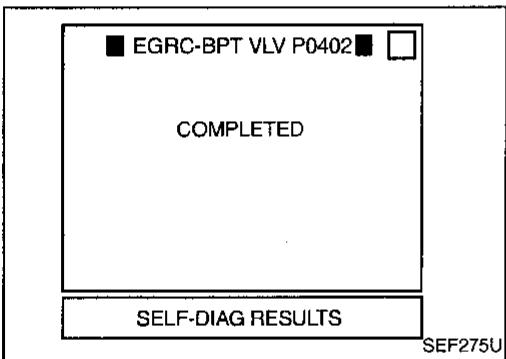 EGRC-BPT VLV P0402
COMPLETED
SELF-DIAG RESULTS
SEF275U